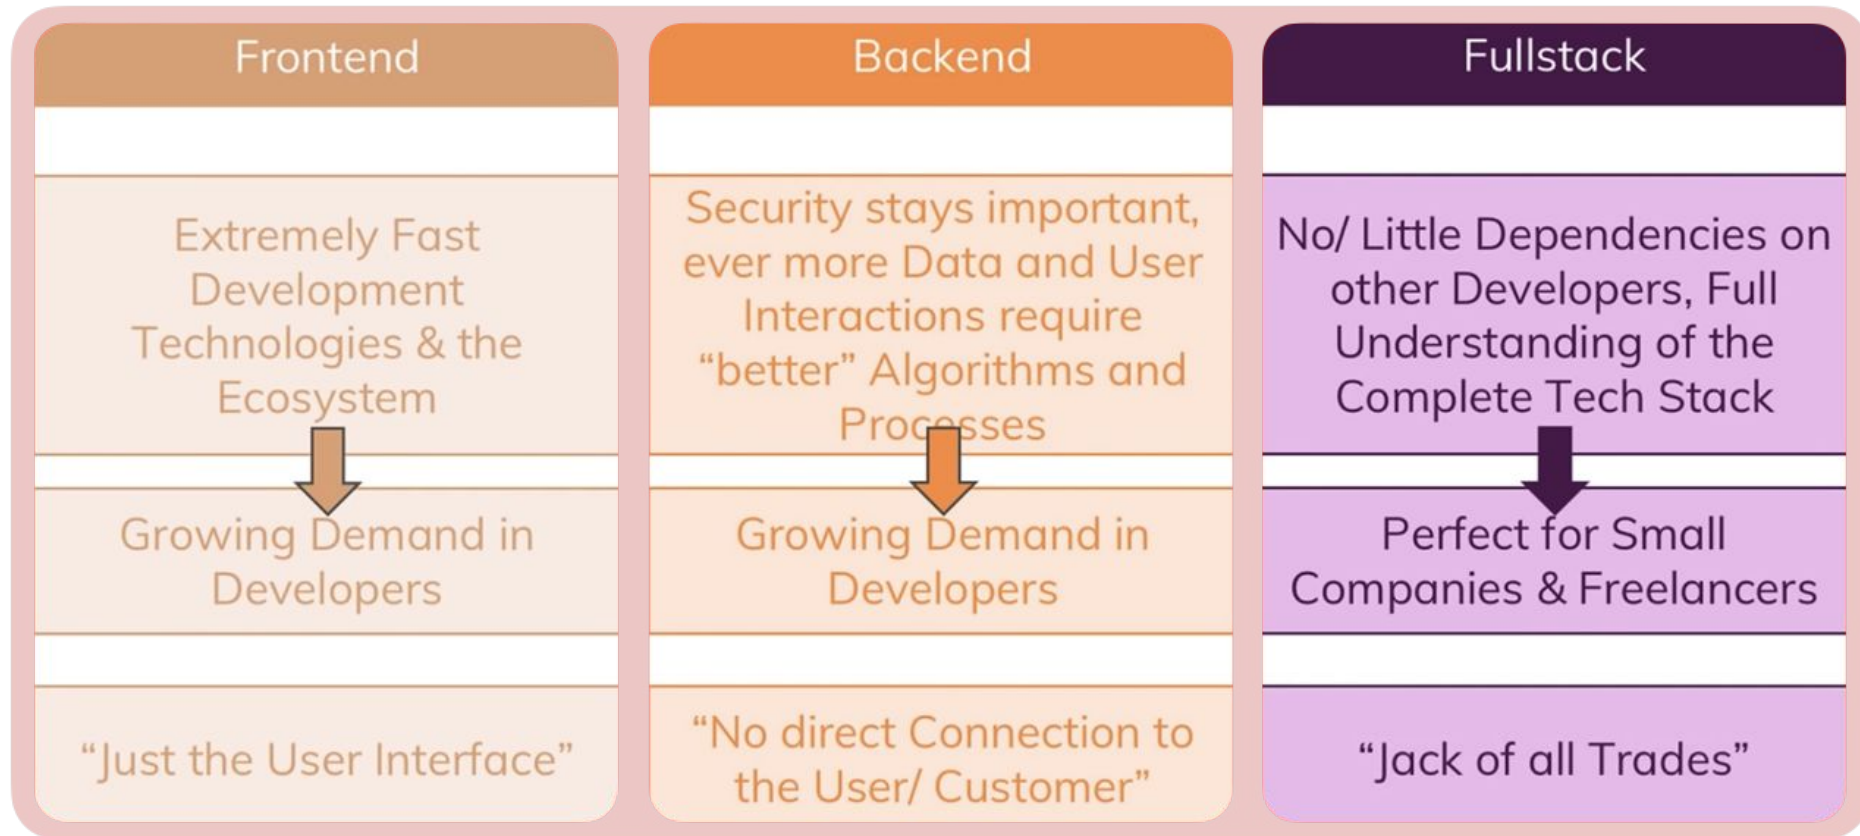 Frontend
Extremely Fast
Development
Technologies & the
Ecosystem
Growing Demand in
Developers
“Just the User Interface”
Backend
Security stays important,
ever more Data and User
Interactions require
“better” Algorithms and
Processes
Growing Demand in
Developers
“No direct Connection to
the User/ Customer”
Fullstack
No/ Little Dependencies on
other Developers, Full
Understanding of the
Complete Tech Stack
Perfect for Small
Companies & Freelancers
“Jack of all Trades”